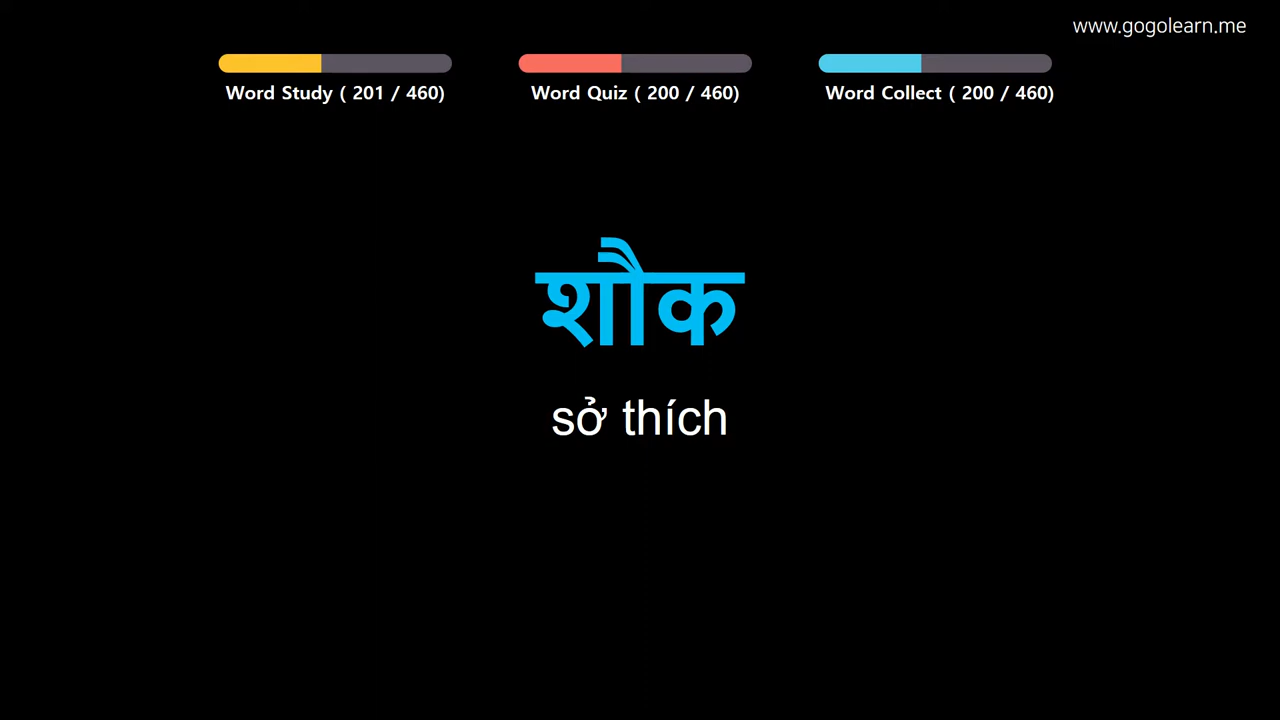 www.gogolearn.me
Word Study ( 201 / 460)
Word Quiz ( 200 / 460)
Word Collect ( 200 / 460)
शौक
sở thích